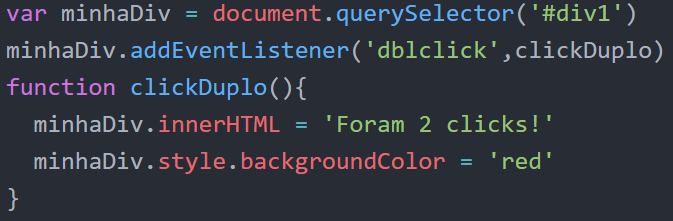 var minhaDiv = document.querySelector('#div1')
minhaDiv.addEventListener('dblclick',clickDuplo)
function clickDuplo(){
  minhaDiv.innerHTML = 'Foram 2 clicks!'
  minhaDiv.style.backgroundColor = 'red'
}